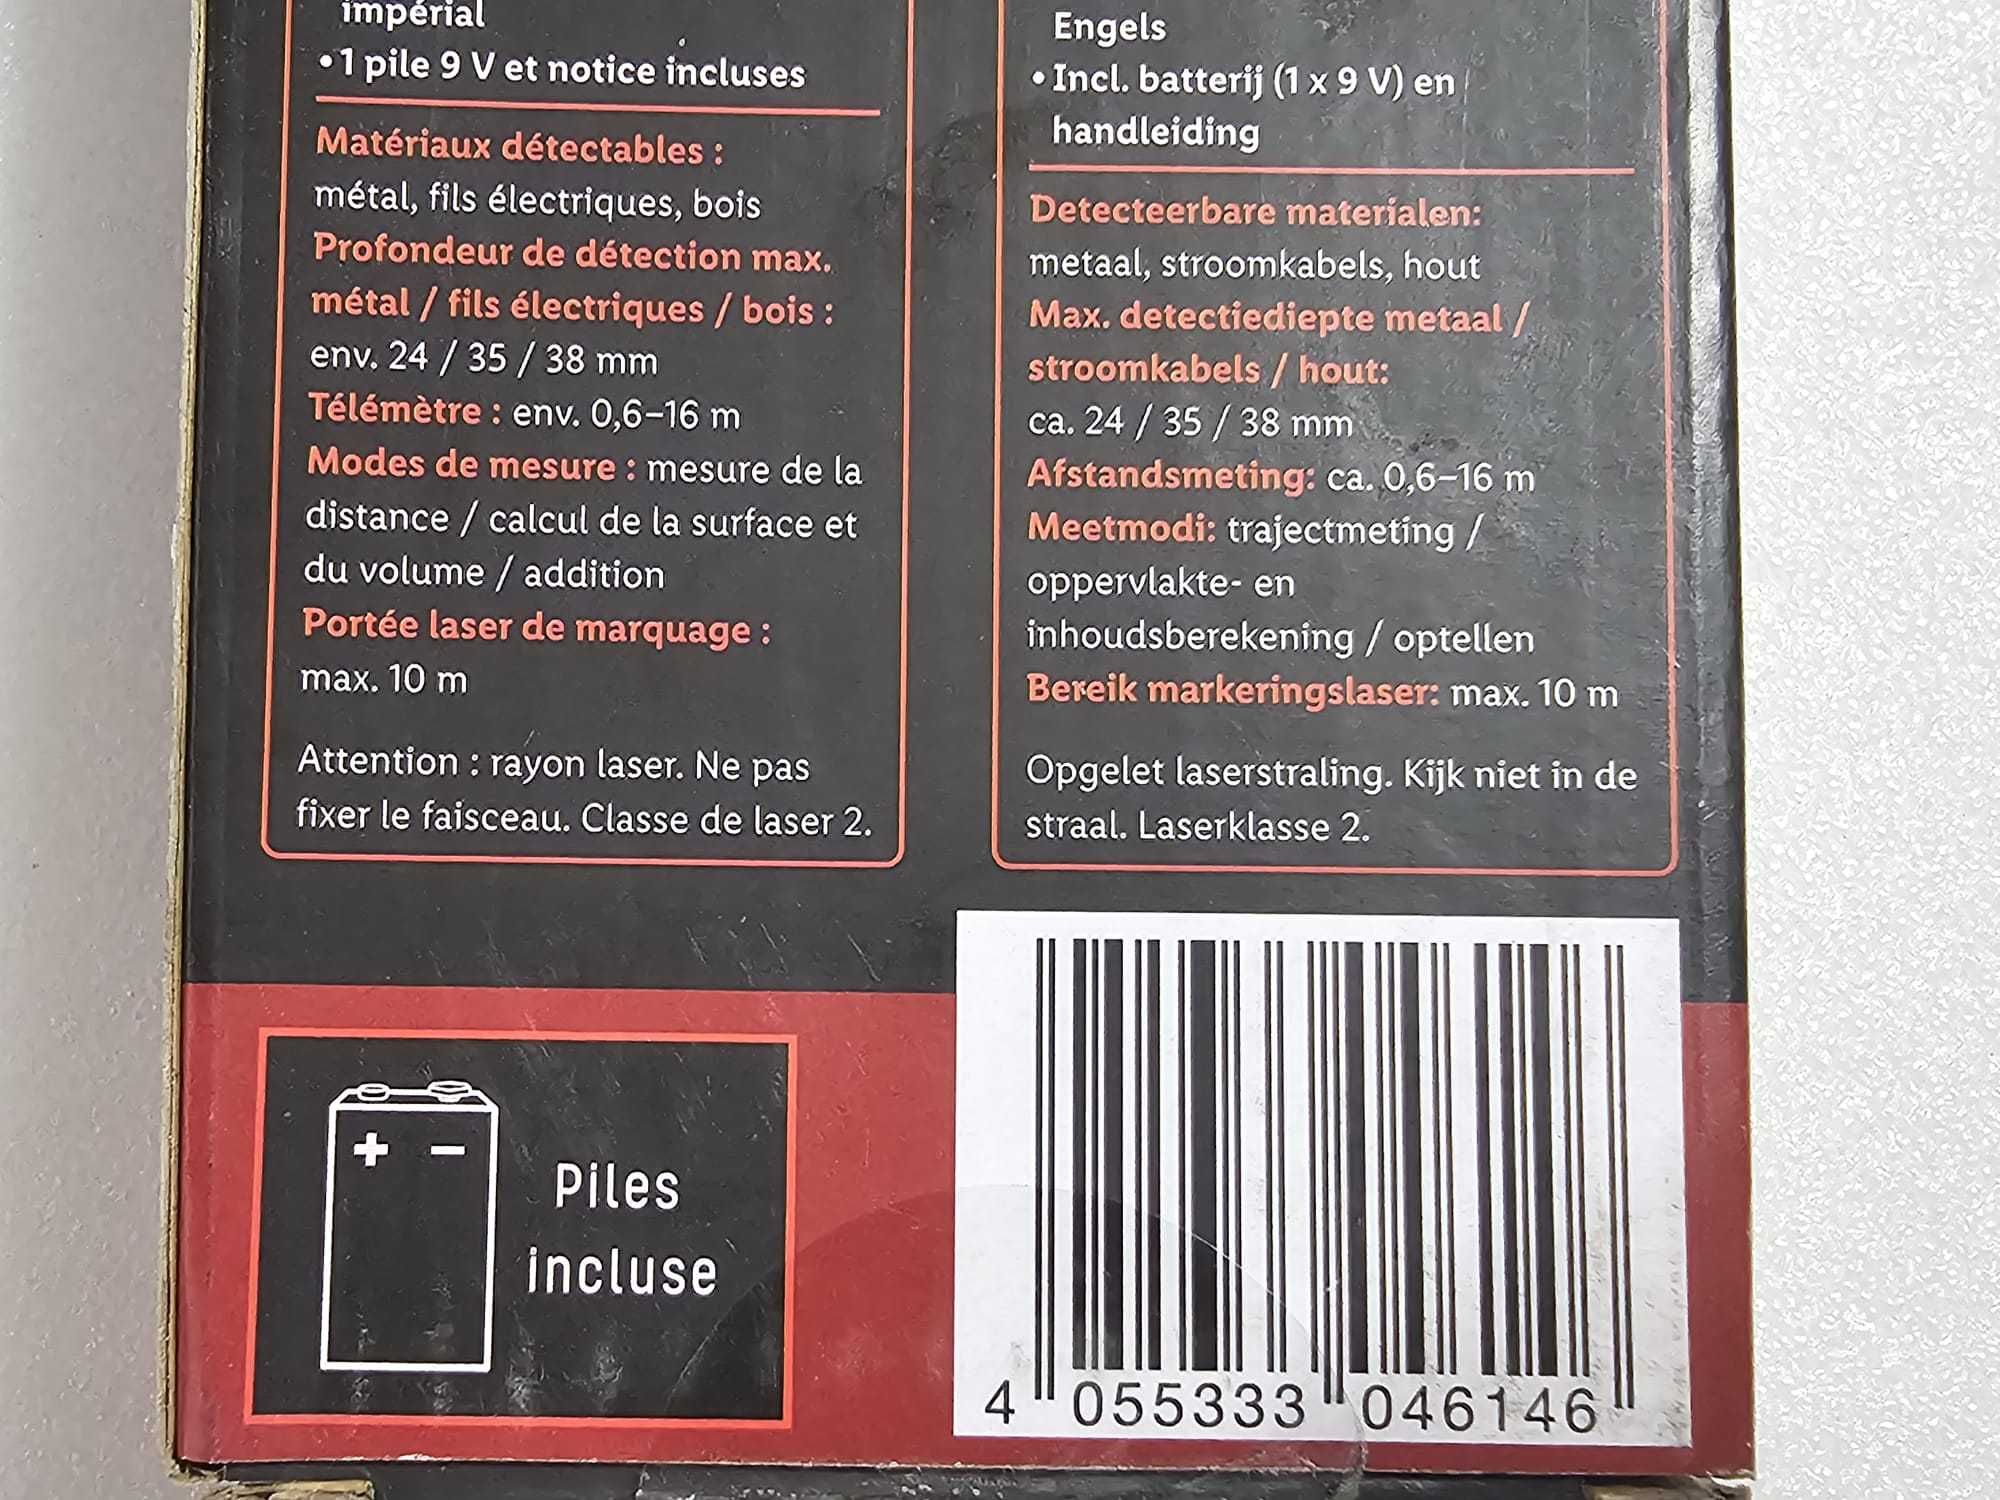 impérial
• 1 pile 9 V et notice incluses
Matériaux détectables :
métal, fils électriques, bois
Profondeur de détection max.
métal / fils électriques / bois :
env. 24 / 35 / 38 mm
Télémètre : env. 0,6–16 m
Modes de mesure : mesure de la
distance / calcul de la surface et
du volume / addition
Portée laser de marquage :
max. 10 m
Attention : rayon laser. Ne pas
fixer le faisceau. Classe de laser 2.
Engels
• Incl. batterij (1 x 9 V) en
handleiding
Detecteerbare materialen:
metaal, stroomkabels, hout
Max. detectiediepte metaal /
stroomkabels / hout:
ca. 24 / 35 / 38 mm
Afstandsmeting: ca. 0,6–16 m
Meetmodi: trajectmeting /
oppervlakte- en
inhoudsberekening / optellen
Bereik markeringslaser: max. 10 m
Opgelet laserstraling. Kijk niet in de
straal. Laserklasse 2.
+ −
Piles
incluse
4 055333 046146